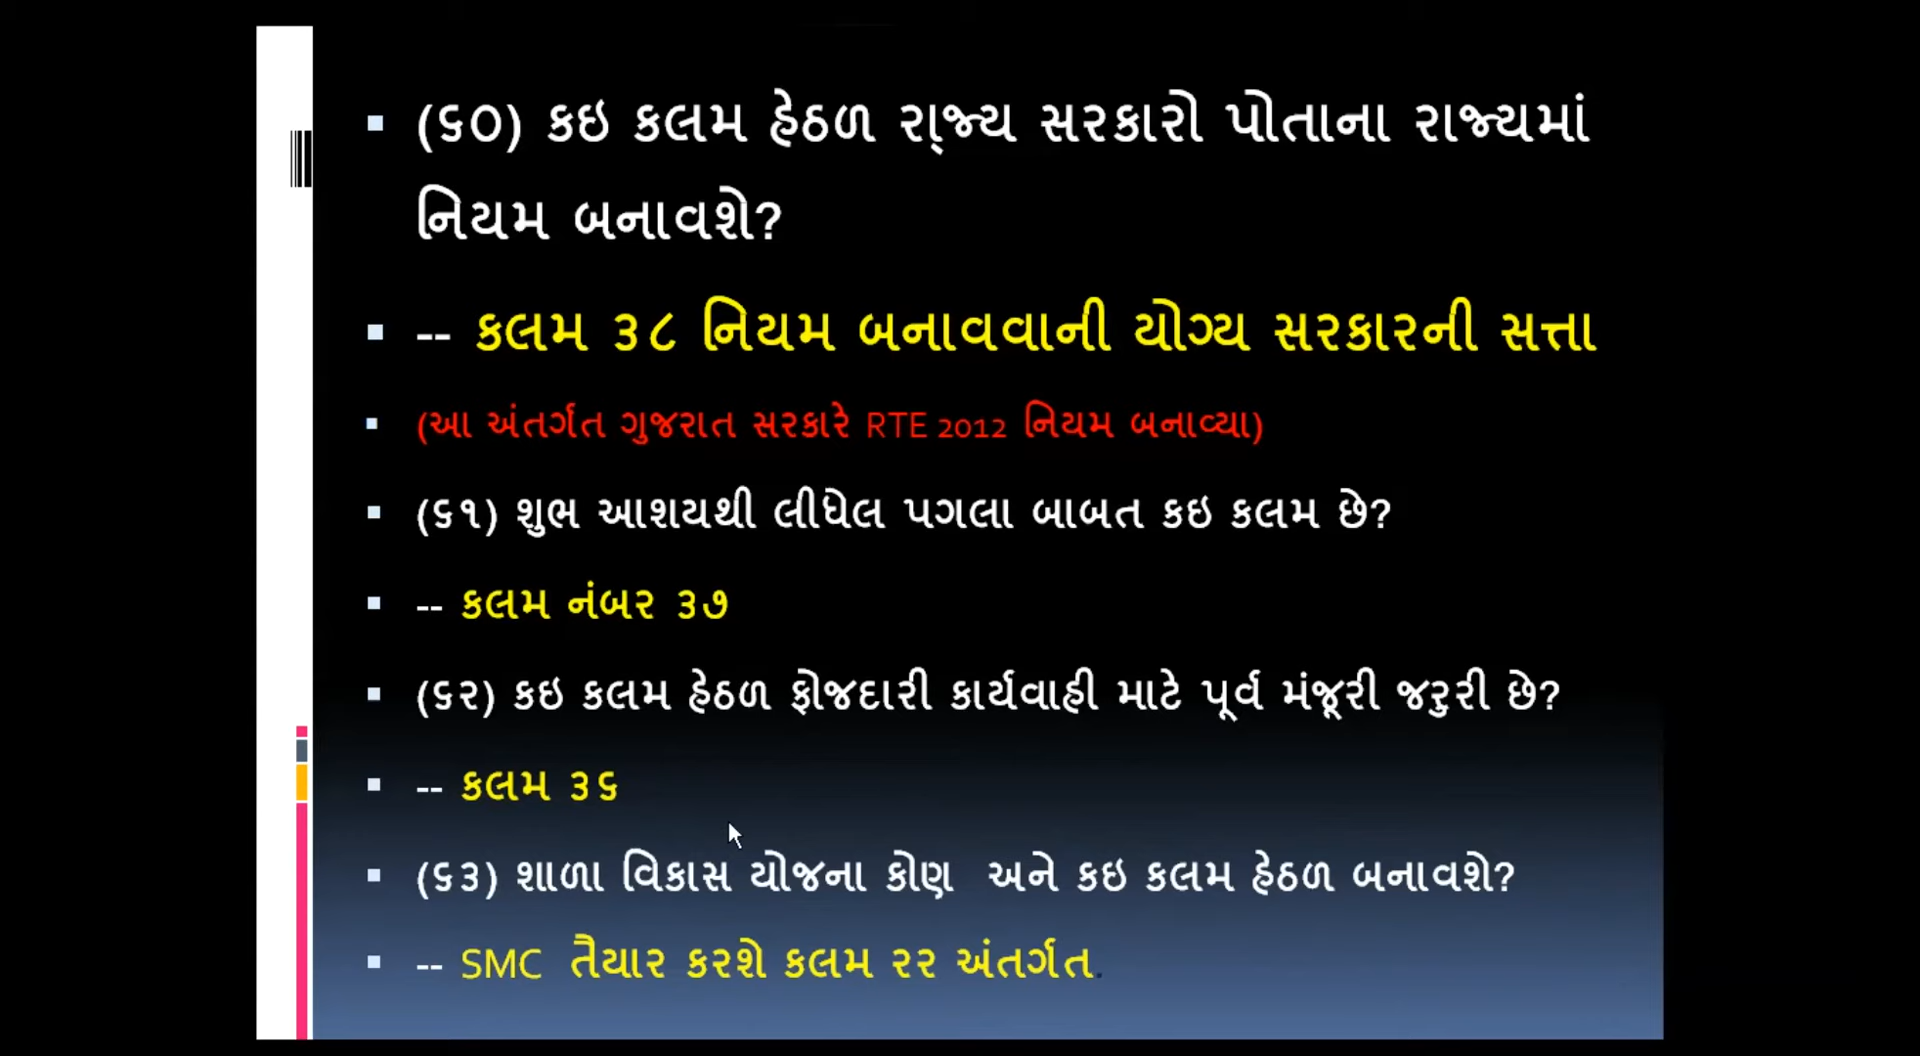 (૬૦) કઇ કલમ હેઠળ રા્જ્ય સરકારો પોતાના રાજ્યમાં
નિયમ બનાવશે?
-- કલમ ૩૮ નિયમ બનાવવાની યોગ્ય સરકારની સત્તા
(આ અંતર્ગત ગુજરાત સરકારે RTE 2012 નિયમ બનાવ્યા)
(૬૧) શુભ આશયથી લીધેલ પગલા બાબત કઇ કલમ છે?
-- કલમ નંબર ૩૭
(૬૨) કઇ કલમ હેઠળ ફોજદારી કાર્યવાહી માટે પૂર્વ મંજૂરી જરુરી છે?
-- કલમ ૩૬
(૬૩) શાળા વિકાસ યોજના કોણ અને કઇ કલમ હેઠળ બનાવશે?
-- SMC તૈયાર કરશે કલમ ૨૨ અંતર્ગત.